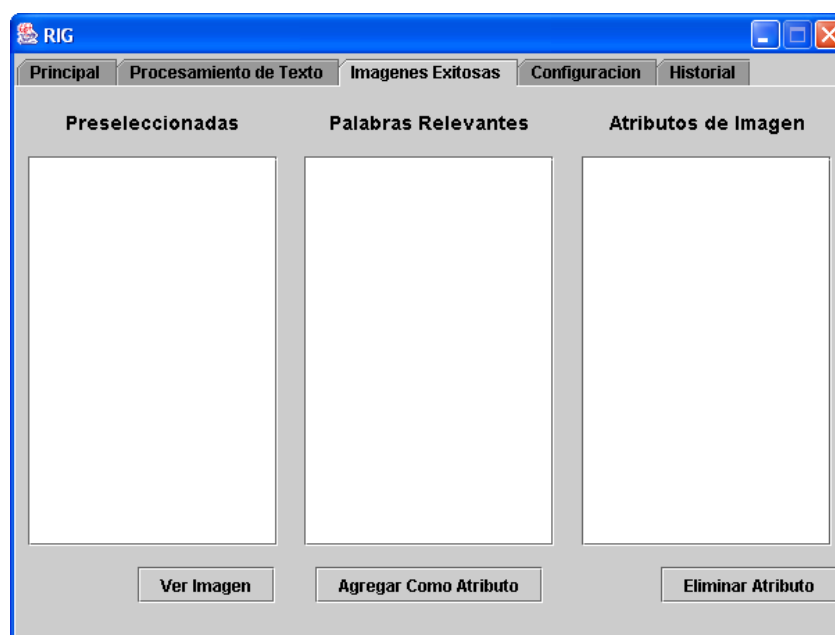 RIG
Principal Procesamiento de Texto Imagenes Exitosas Configuracion Historial
Preseleccionadas Palabras Relevantes Atributos de Imagen
Ver Imagen Agregar Como Atributo Eliminar Atributo